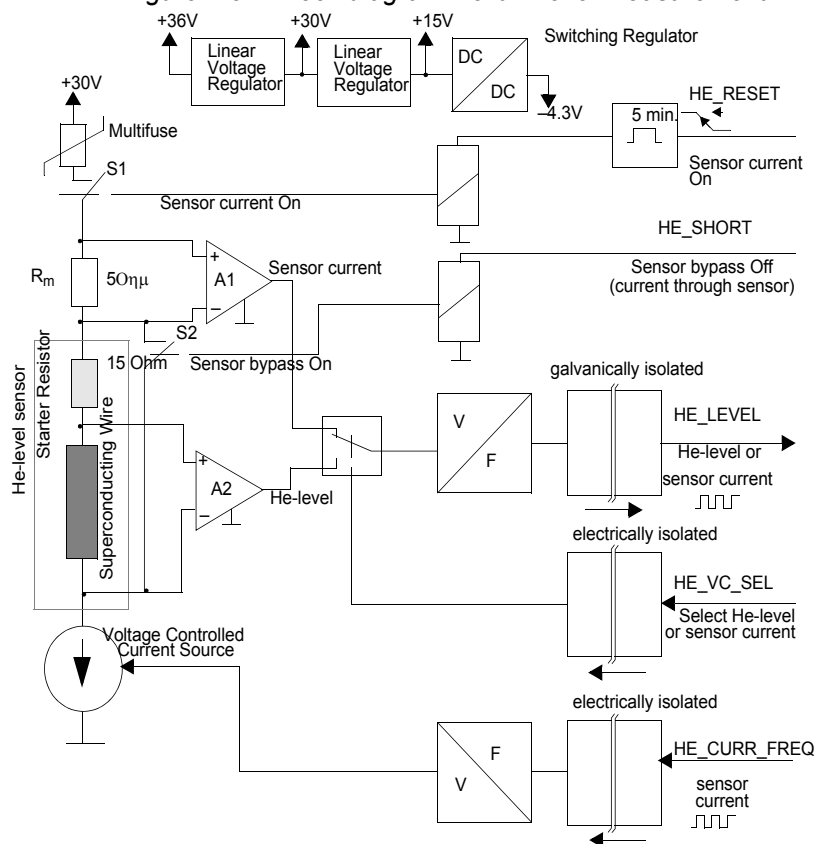 +36V
+30V
+15V
Switching Regulator
Linear
Voltage
Regulator
Linear
Voltage
Regulator
DC
DC
–4.3V
+30V
Multifuse
S1
Sensor current On
5 min.
HE_RESET
Sensor current
On
HE_SHORT
Sensor bypass Off
(current through sensor)
Rm
5Οημ
+
–
A1
Sensor current
S2
15 Ohm
Sensor bypass On
He-level sensor
Starter Resistor
Superconducting Wire
+
–
A2
He-level
V
F
galvanically isolated
HE_LEVEL
He-level or
sensor current
electrically isolated
HE_VC_SEL
Select He-level
or sensor current
Voltage Controlled
Current Source
electrically isolated
F
V
HE_CURR_FREQ
sensor
current